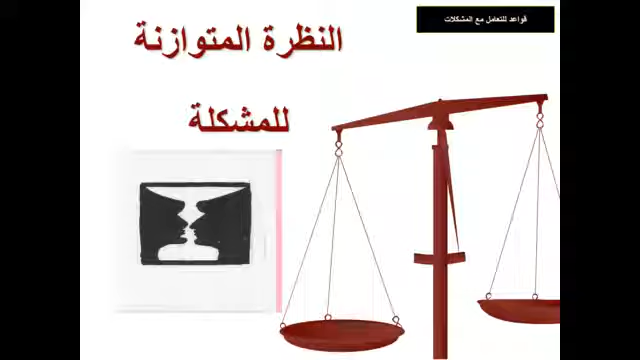 قواعد للتعامل مع المشكلات
النظرة المتوازنة
للمشكلة